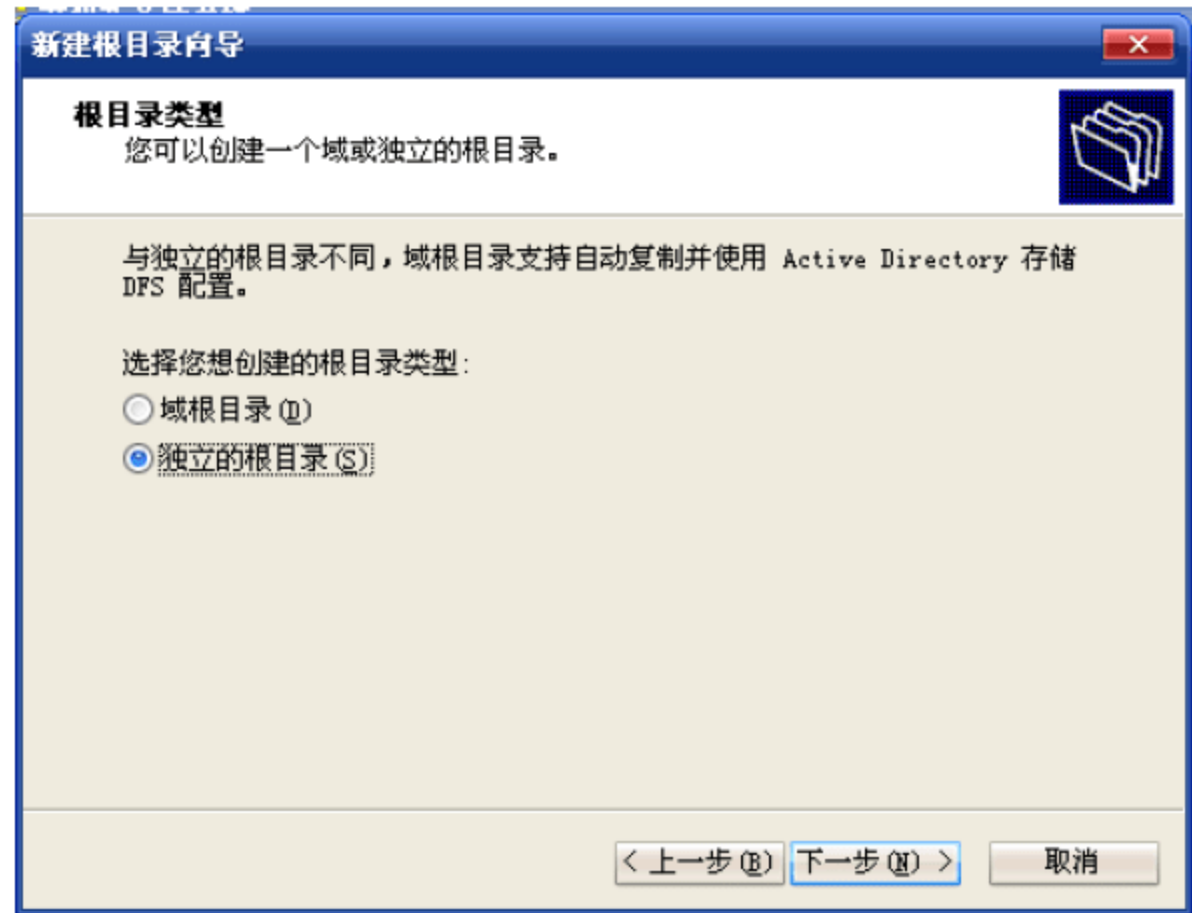 新建根目录向导
根目录类型
您可以创建一个域或独立的根目录。
与独立的根目录不同，域根目录支持自动复制并使用 Active Directory 存储
DFS 配置。
选择您想创建的根目录类型:
域根目录(D)
独立的根目录(S)
< 上一步(B) 下一步(N) > 取消